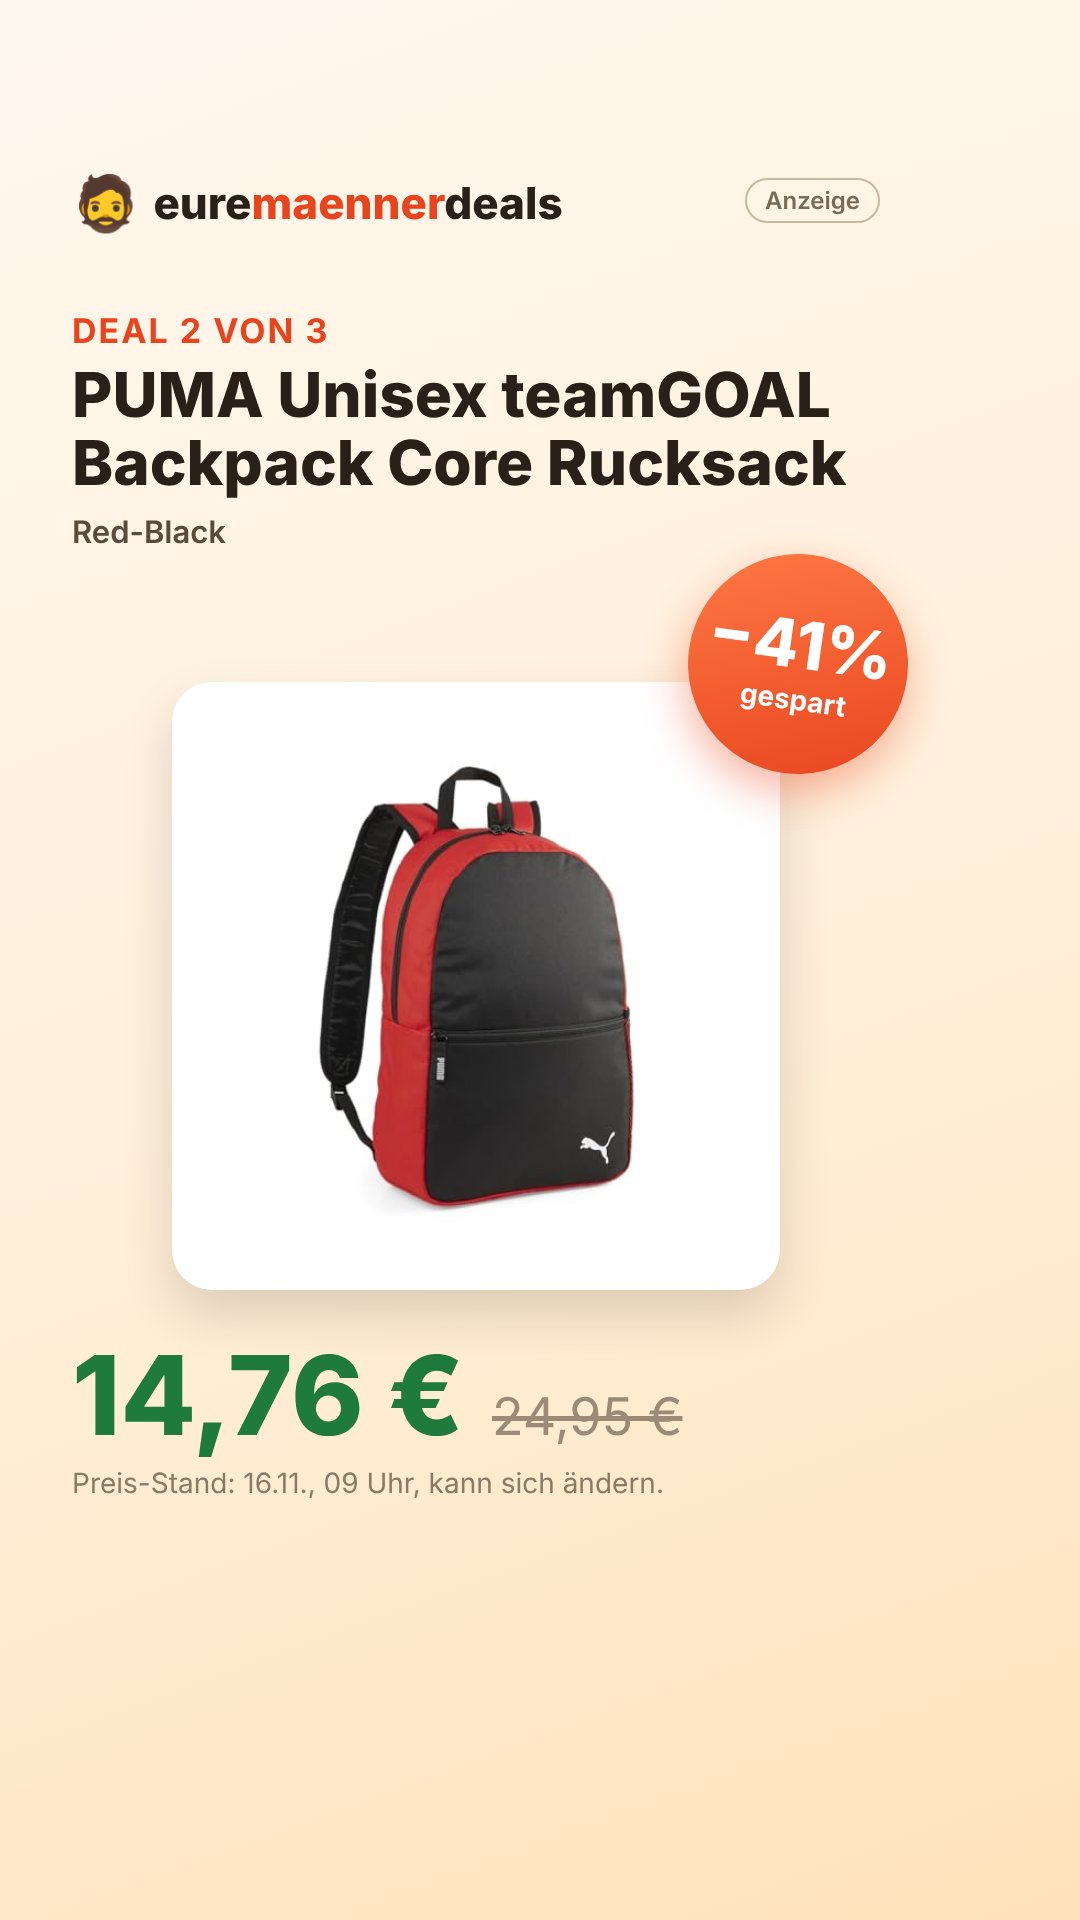 euremaennerdeals
Anzeige
DEAL 2 VON 3
PUMA Unisex teamGOAL
Backpack Core Rucksack
Red-Black
−41%
gespart
PUMA
14,76 € 24,95 €
Preis-Stand: 16.11., 09 Uhr, kann sich ändern.